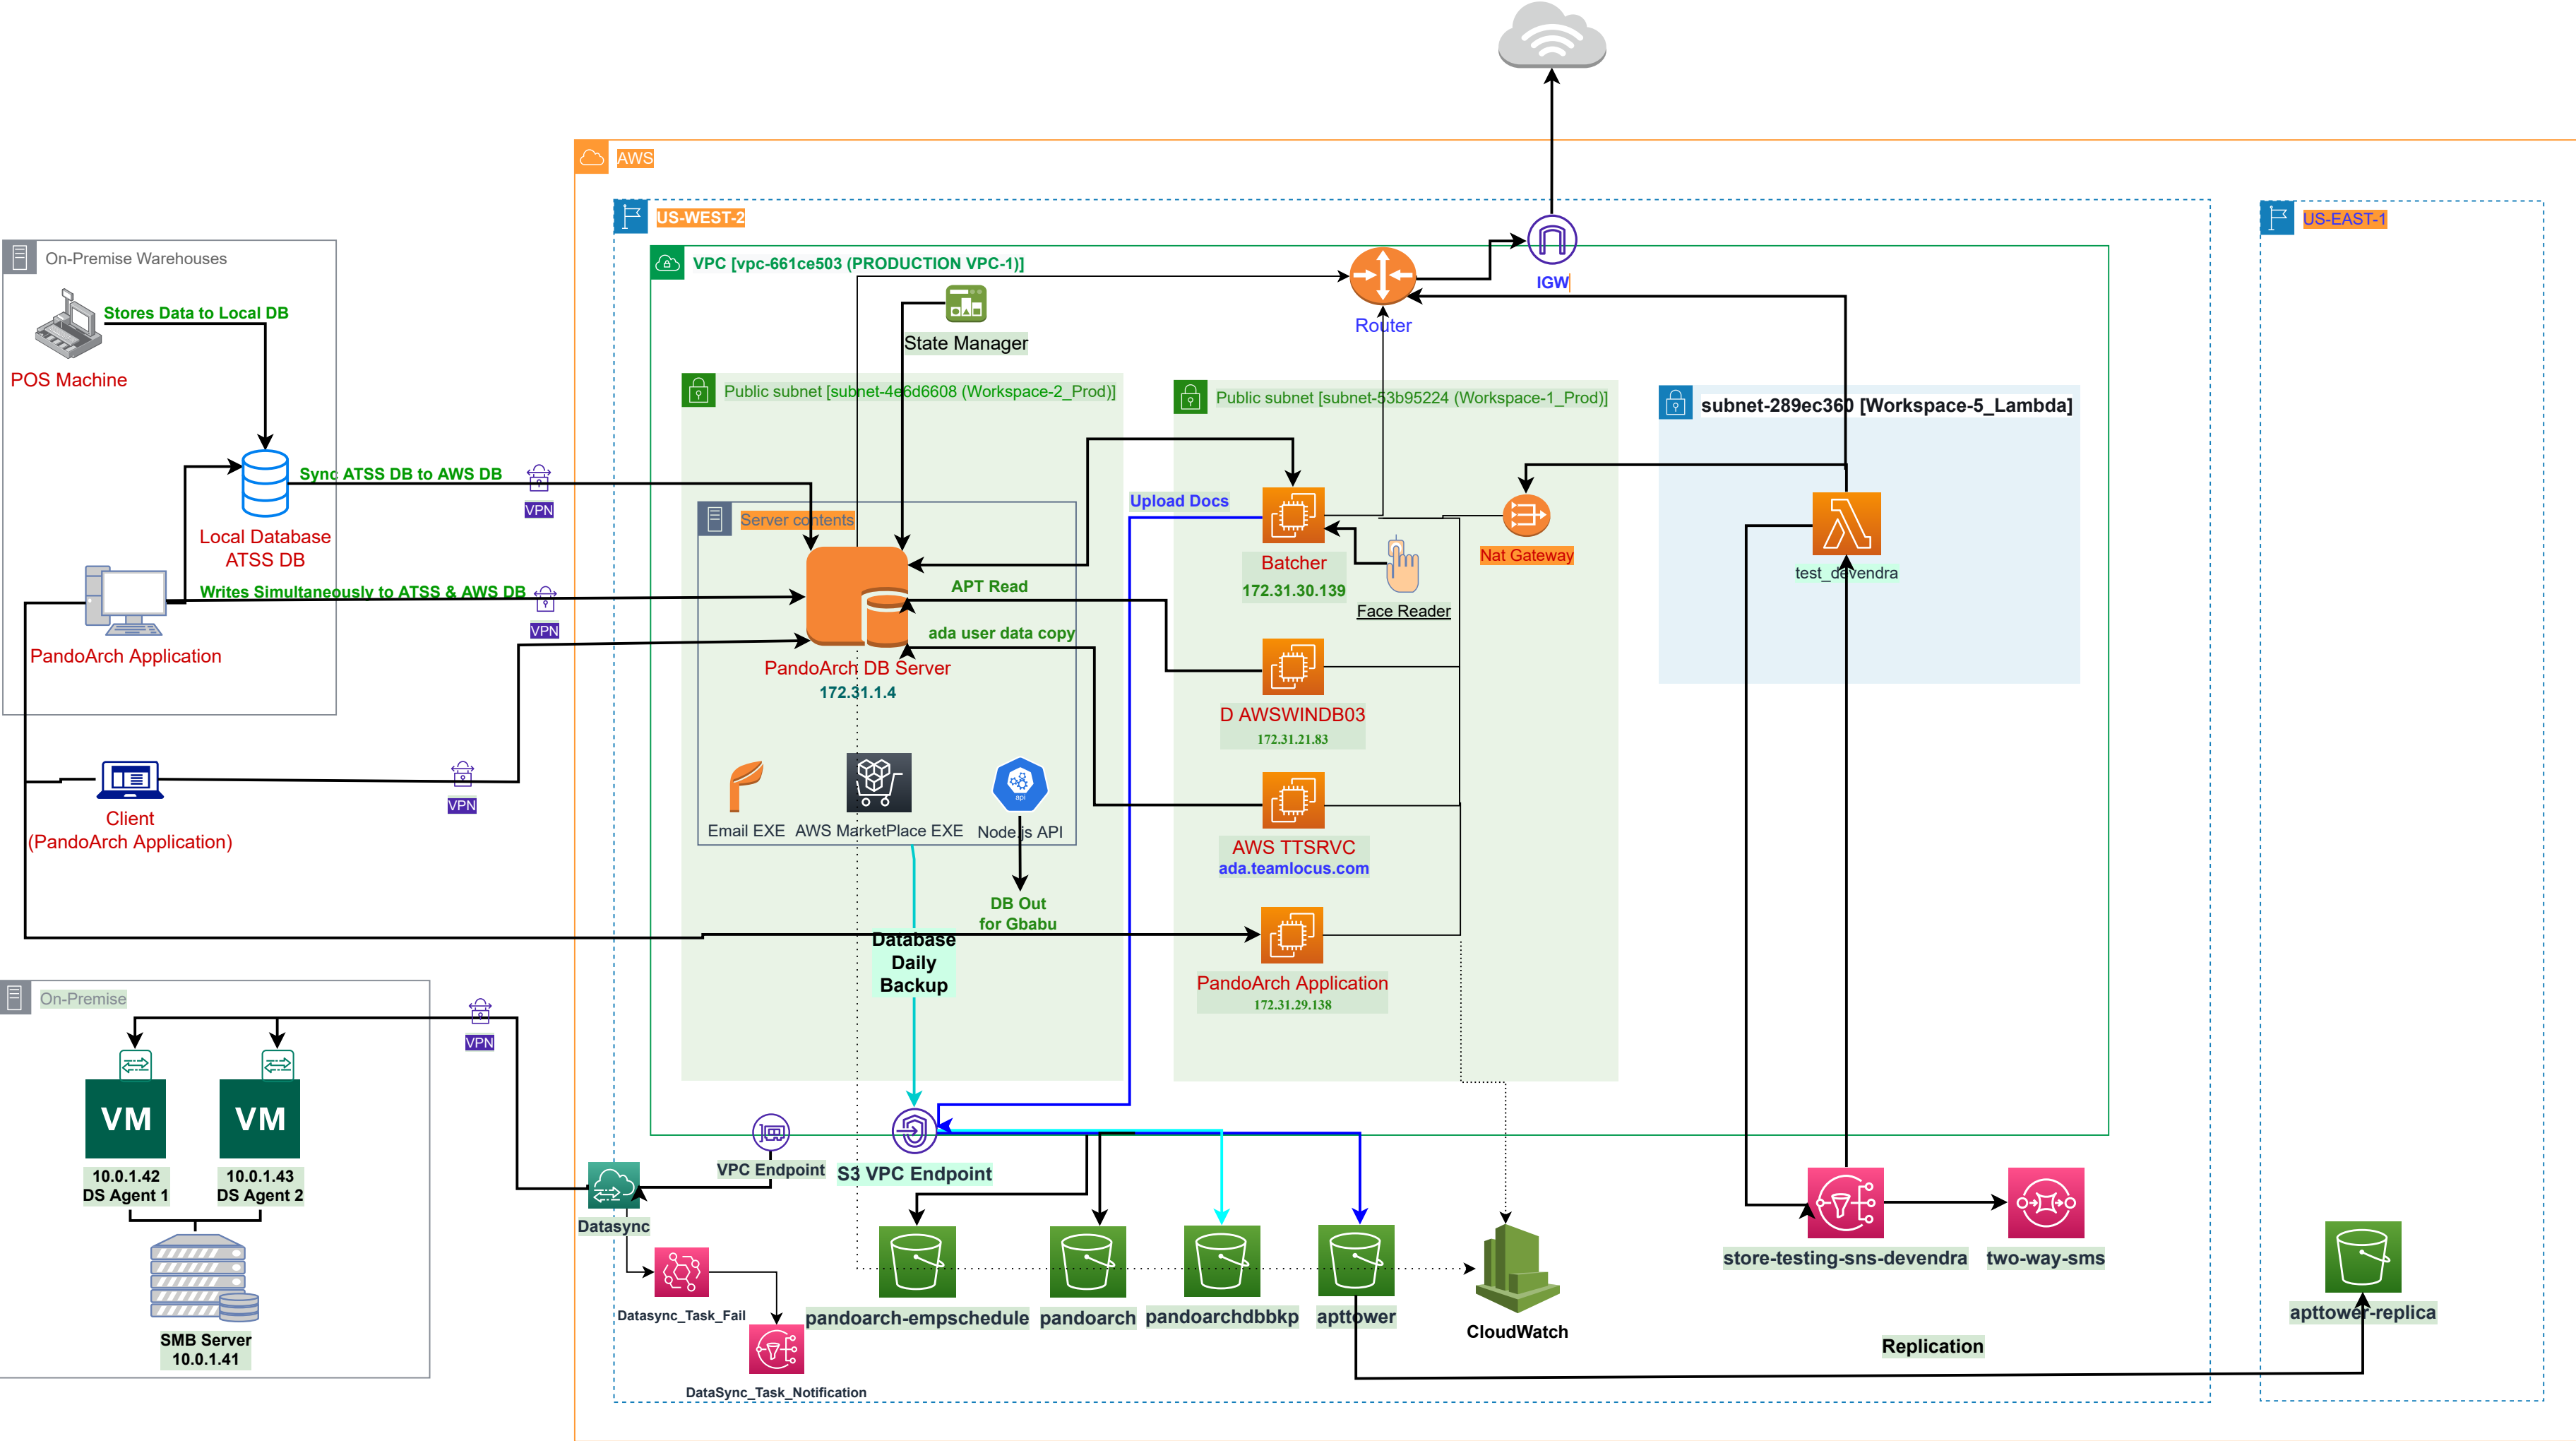 AWS
US-WEST-2
US-EAST-1
On-Premise Warehouses
VPC [vpc-661ce503 (PRODUCTION VPC-1)]
IGW
Stores Data to Local DB
Router
State Manager
POS Machine
Public subnet [subnet-4e6d6608 (Workspace-2_Prod)]
Public subnet [subnet-53b95224 (Workspace-1_Prod)]
subnet-289ec360 [Workspace-5_Lambda]
Sync ATSS DB to AWS DB
VPN
Upload Docs
Server contents
Local Database
ATSS DB
Batcher
172.31.30.139
Nat Gateway
test_devendra
Writes Simultaneously to ATSS & AWS DB
VPN
APT Read
Face Reader
ada user data copy
PandoArch Application
PandoArch DB Server
172.31.1.4
D AWSWINDB03
172.31.21.83
VPN
api
Client
(PandoArch Application)
Email EXE
AWS MarketPlace EXE
Node.js API
AWS TTSRVC
ada.teamlocus.com
DB Out
for Gbabu
Database
Daily
Backup
PandoArch Application
172.31.29.138
On-Premise
VPN
VM
VM
10.0.1.42
DS Agent 1
10.0.1.43
DS Agent 2
VPC Endpoint
S3 VPC Endpoint
Datasync
store-testing-sns-devendra
two-way-sms
Datasync_Task_Fail
pandoarch-empschedule
pandoarch
pandoarchdbbkp
apttower
CloudWatch
apttower-replica
SMB Server
10.0.1.41
Replication
DataSync_Task_Notification